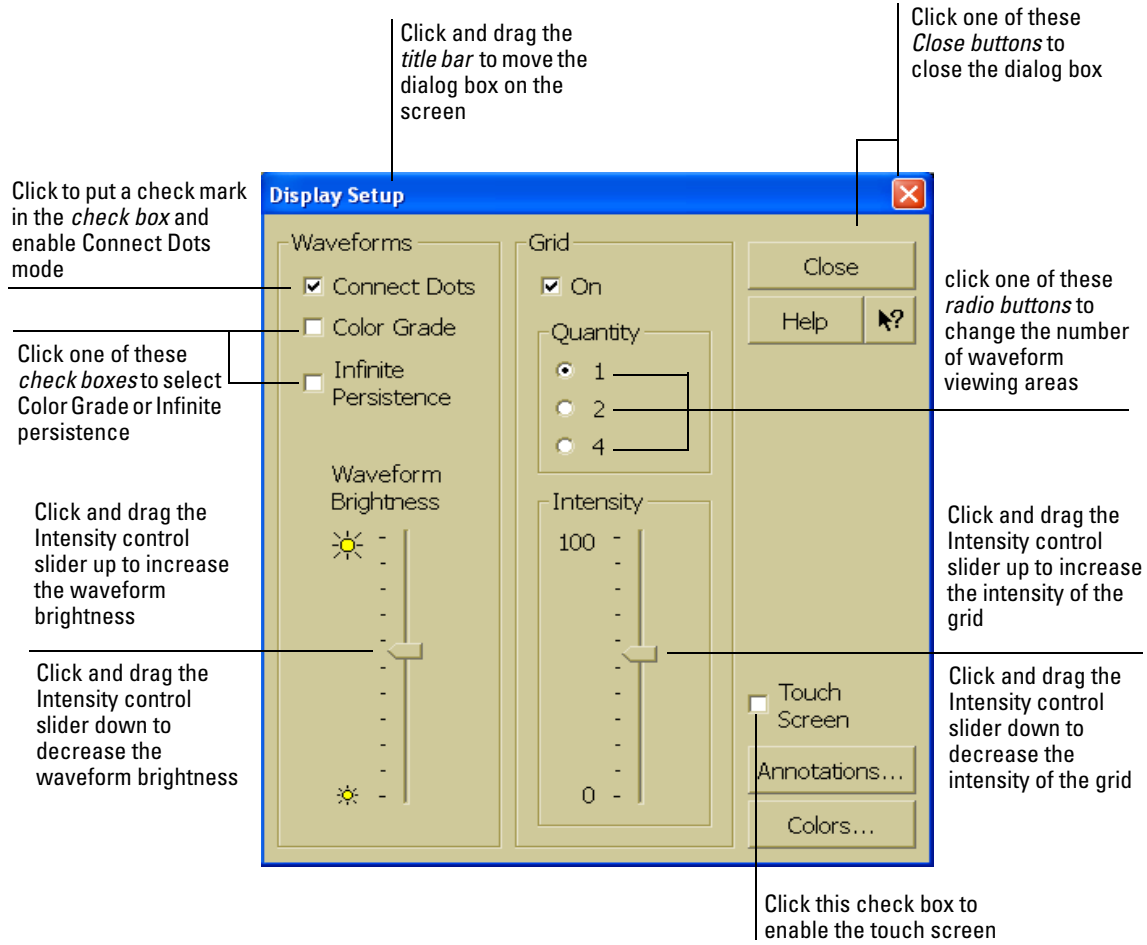 Click and drag the
title bar to move the
dialog box on the
screen
Click one of these
Close buttons to
close the dialog box
Click to put a check mark
in the check box and
enable Connect Dots
mode
Click one of these
check boxes to select
Color Grade or Infinite
persistence
Click and drag the
Intensity control
slider up to increase
the waveform
brightness
Click and drag the
Intensity control
slider down to
decrease the
waveform brightness
Display Setup
Waveforms
Connect Dots
Color Grade
Infinite
Persistence
Waveform
Brightness
Grid
On
Quantity
1
2
4
Intensity
100
0
Close
Help
?
Touch
Screen
Annotations...
Colors...
click one of these
radio buttons to
change the number
of waveform
viewing areas
Click and drag the
Intensity control
slider up to increase
the intensity of the
grid
Click and drag the
Intensity control
slider down to
decrease the
intensity of the grid
Click this check box to
enable the touch screen